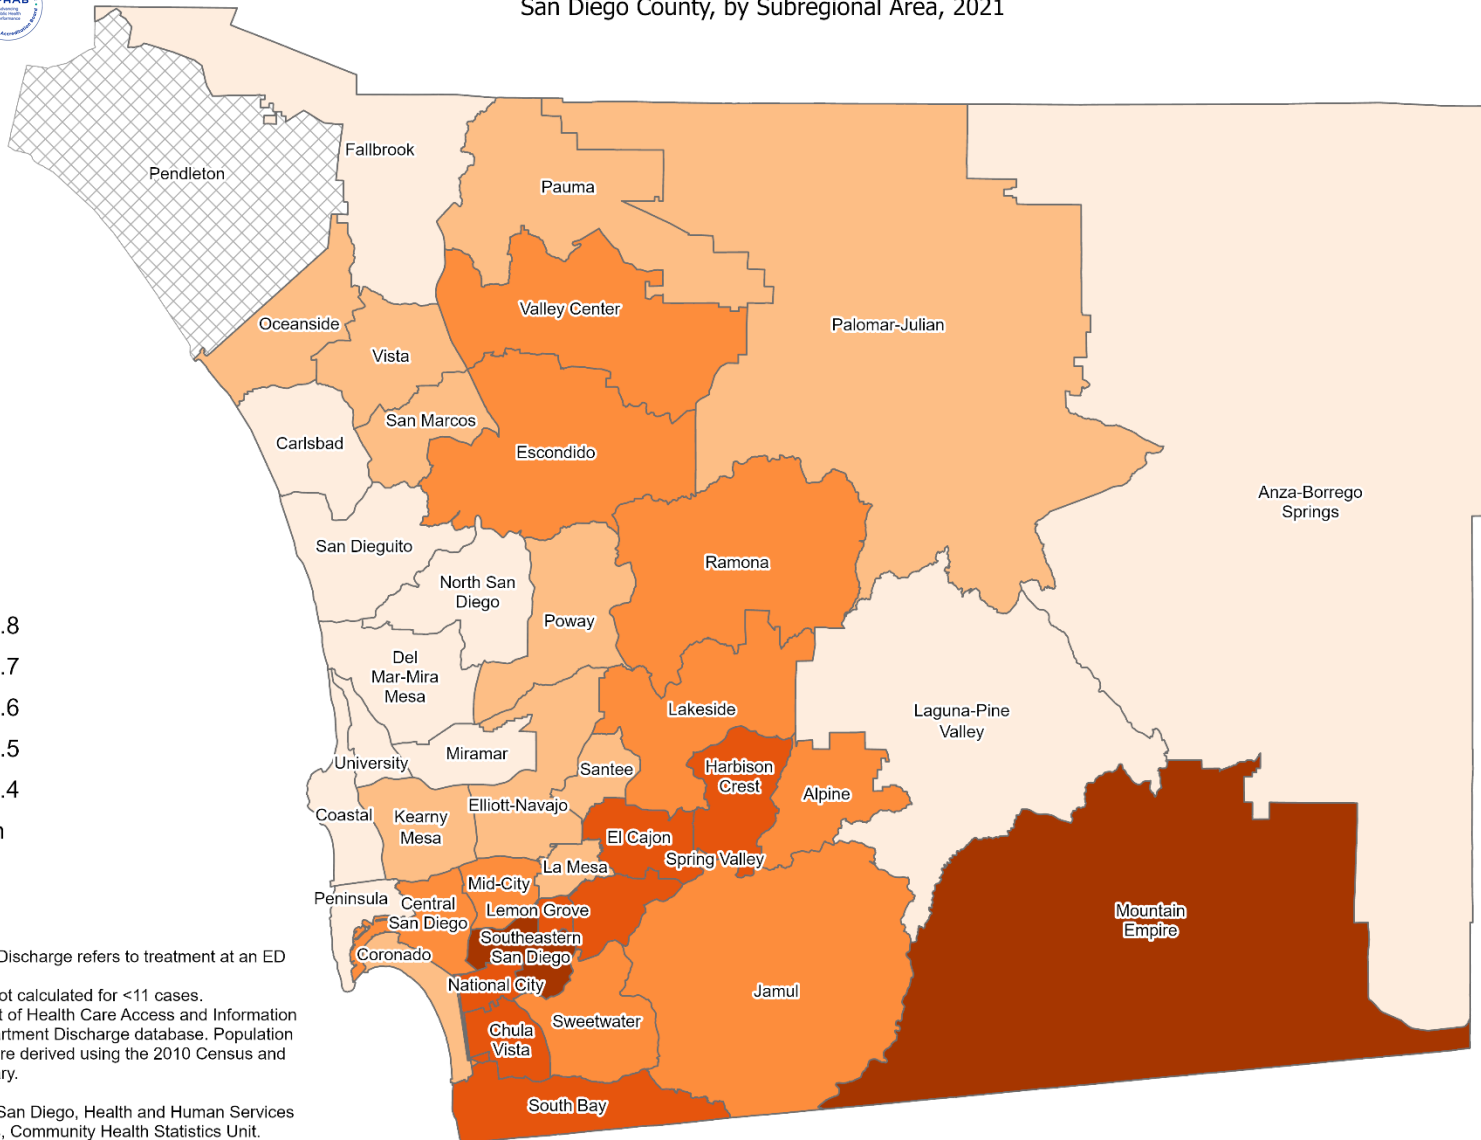 San Diego County, by Subregional Area, 2021
Fallbrook
Pendleton
Pauma
Valley Center
Oceanside
Palomar-Julian
Vista
San Marcos
Carlsbad
Escondido
Anza-Borrego
Springs
San Dieguito
Ramona
North San
Diego
Poway
.8
Del
Mar-Mira
Mesa
.7
.6
Lakeside
Laguna-Pine
Valley
.5
Miramar
University
Santee
Harbison
Crest
.4
Alpine
Elliott-Navajo
Coastal
Kearny
Mesa
El Cajon
Spring Valley
La Mesa
Mid-City
Peninsula
Central
San Diego
Lemon Grove
Mountain
Empire
Southeastern
San Diego
Coronado
National City
Jamul
Sweetwater
Chula
Vista
South Bay
Discharge refers to treatment at an ED
ot calculated for <11 cases.
t of Health Care Access and Information
artment Discharge database. Population
re derived using the 2010 Census and
ry.
San Diego, Health and Human Services
, Community Health Statistics Unit.